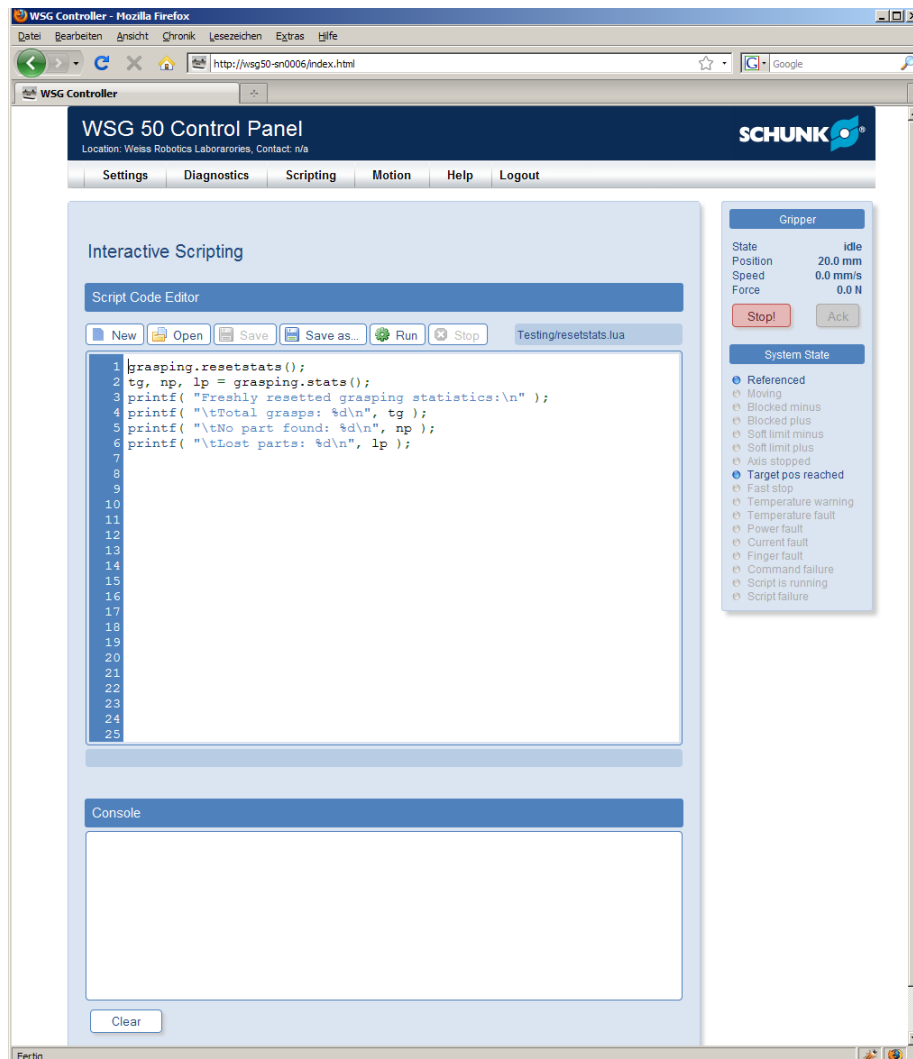 WSG Controller - Mozilla Firefox
Datei Bearbeiten Ansicht Chronik Lesezeichen Extras Hilfe
http://wsg50-sn0006/index.html
G Google
WSG Controller
WSG 50 Control Panel
Location: Weiss Robotics Laborarories, Contact: n/a
SCHUNK
Settings Diagnostics Scripting Motion Help Logout
Interactive Scripting
Script Code Editor
New Open Save Save as... Run Stop Testing/resetstats.lua
1 grasping.resetstats();
2 tg, np, lp = grasping.stats();
3 printf( "Freshly resetted grasping statistics:\n" );
4 printf( "\tTotal grasps: %d\n", tg );
5 printf( "\tNo part found: %d\n", np );
6 printf( "\tLost parts: %d\n", lp );
7
8
9
10
11
12
13
14
15
16
17
18
19
20
21
22
23
24
25
Console
Clear
Gripper
State idle
Position 20.0 mm
Speed 0.0 mm/s
Force 0.0 N
Stop! Ack
System State
Referenced
Moving
Blocked minus
Blocked plus
Soft limit minus
Soft limit plus
Axis stopped
Target pos reached
Fast stop
Temperature warning
Temperature fault
Power fault
Current fault
Finger fault
Command failure
Script is running
Script failure
Fertig